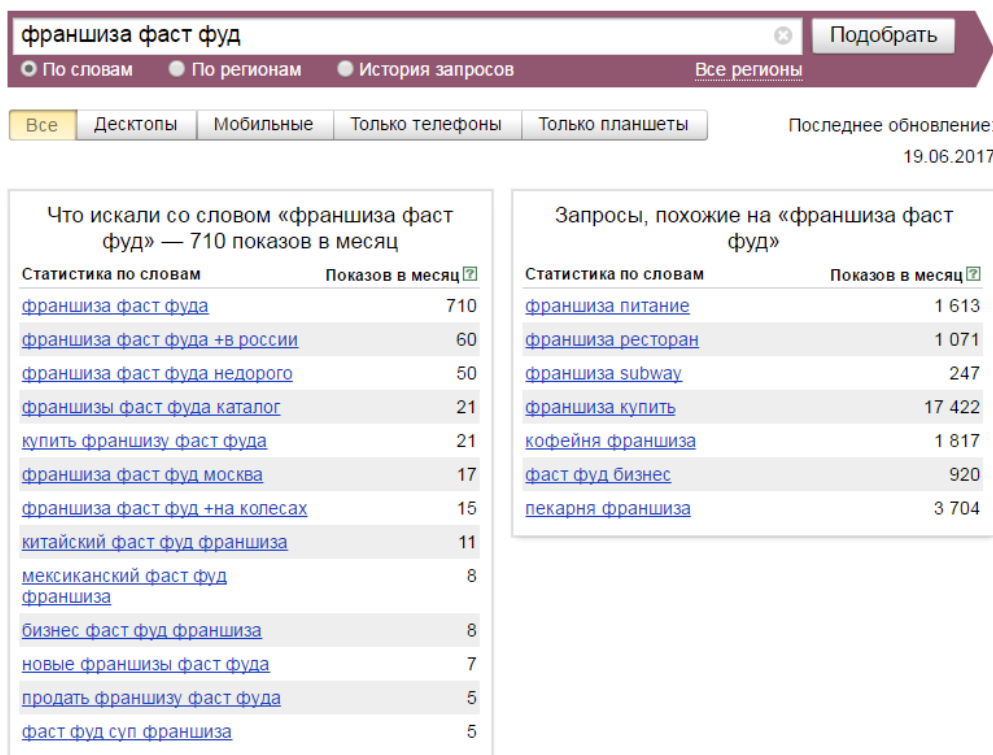 франшиза фаст фуд
Подобрать
По словам По регионам История запросов Все регионы
Все Десктопы Мобильные Только телефоны Только планшеты
Последнее обновление:
19.06.2017
Что искали со словом «франшиза фаст
фуд» — 710 показов в месяц
Статистика по словам Показов в месяц ?
франшиза фаст фуда 710
франшиза фаст фуда +в россии 60
франшиза фаст фуда недорого 50
франшизы фаст фуда каталог 21
купить франшизу фаст фуда 21
франшиза фаст фуд москва 17
франшиза фаст фуд +на колесах 15
китайский фаст фуд франшиза 11
мексиканский фаст фуд 8
франшиза
бизнес фаст фуд франшиза 8
новые франшизы фаст фуда 7
продать франшизу фаст фуда 5
фаст фуд суп франшиза 5
Запросы, похожие на «франшиза фаст
фуд»
Статистика по словам Показов в месяц ?
франшиза питание 1 613
франшиза ресторан 1 071
франшиза subway 247
франшиза купить 17 422
кофейня франшиза 1 817
фаст фуд бизнес 920
пекарня франшиза 3 704